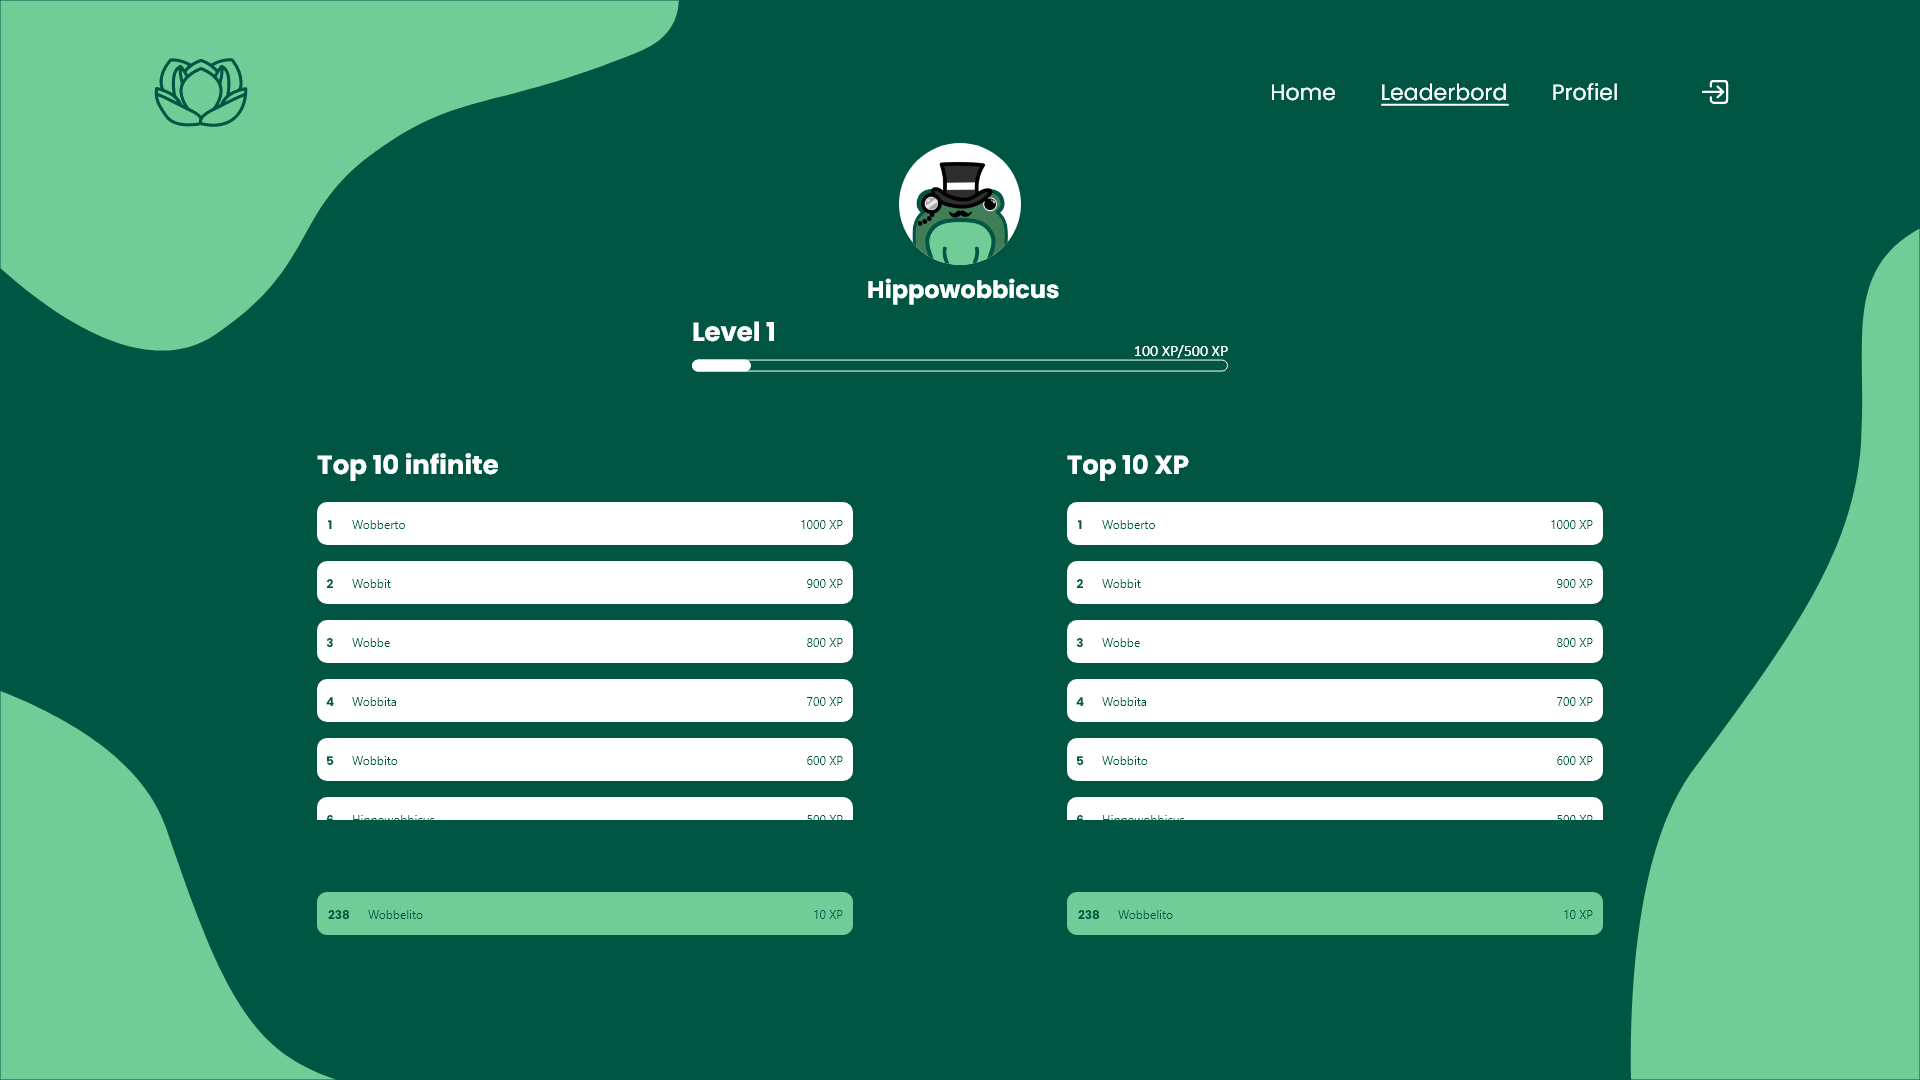 Home Leaderbord Profiel
Hippowobbicus
Level 1
100 XP/500 XP
Top 10 infinite
1 Wobberto 1000 XP
2 Wobbit 900 XP
3 Wobbe 800 XP
4 Wobbita 700 XP
5 Wobbito 600 XP
6 Hippowobbicus 500 XP
238 Wobbelito 10 XP
Top 10 XP
1 Wobberto 1000 XP
2 Wobbit 900 XP
3 Wobbe 800 XP
4 Wobbita 700 XP
5 Wobbito 600 XP
6 Hippowobbicus 500 XP
238 Wobbelito 10 XP